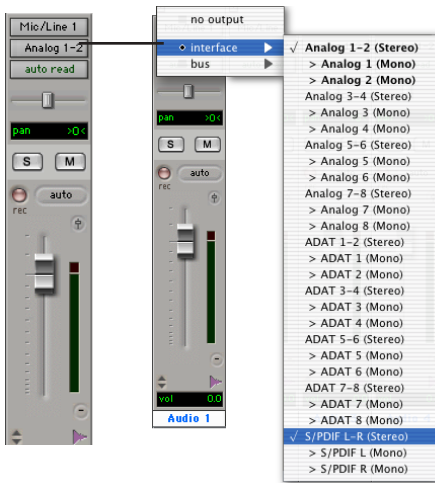 Mic/Line 1
Analog 1-2
auto read
pan >0<
S M
auto
rec
no output
interface
bus
pan >0<
S M
auto
rec
vol 0.0
Audio 1
√ Analog 1-2 (Stereo)
> Analog 1 (Mono)
> Analog 2 (Mono)
Analog 3-4 (Stereo)
> Analog 3 (Mono)
> Analog 4 (Mono)
Analog 5-6 (Stereo)
> Analog 5 (Mono)
> Analog 6 (Mono)
Analog 7-8 (Stereo)
> Analog 7 (Mono)
> Analog 8 (Mono)
ADAT 1-2 (Stereo)
> ADAT 1 (Mono)
> ADAT 2 (Mono)
ADAT 3-4 (Stereo)
> ADAT 3 (Mono)
> ADAT 4 (Mono)
ADAT 5-6 (Stereo)
> ADAT 5 (Mono)
> ADAT 6 (Mono)
ADAT 7-8 (Stereo)
> ADAT 7 (Mono)
> ADAT 8 (Mono)
√ S/PDIF L-R (Stereo)
> S/PDIF L (Mono)
> S/PDIF R (Mono)